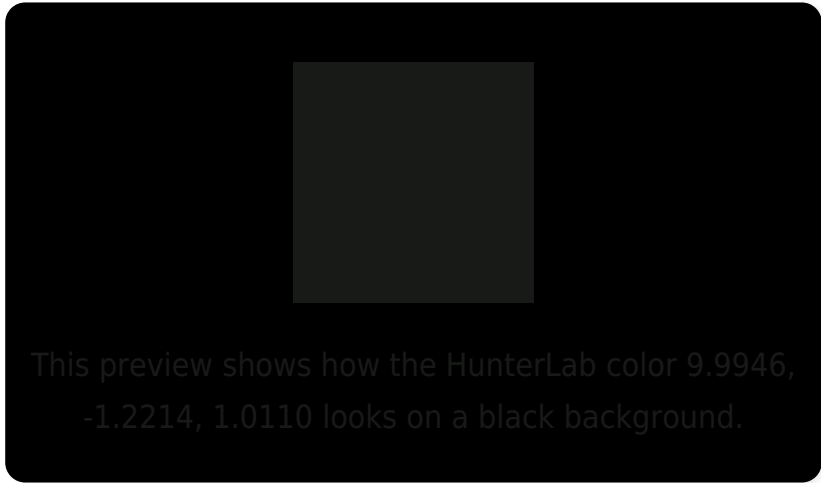 This preview shows how the HunterLab color 9.9946,
-1.2214, 1.0110 looks on a black background.